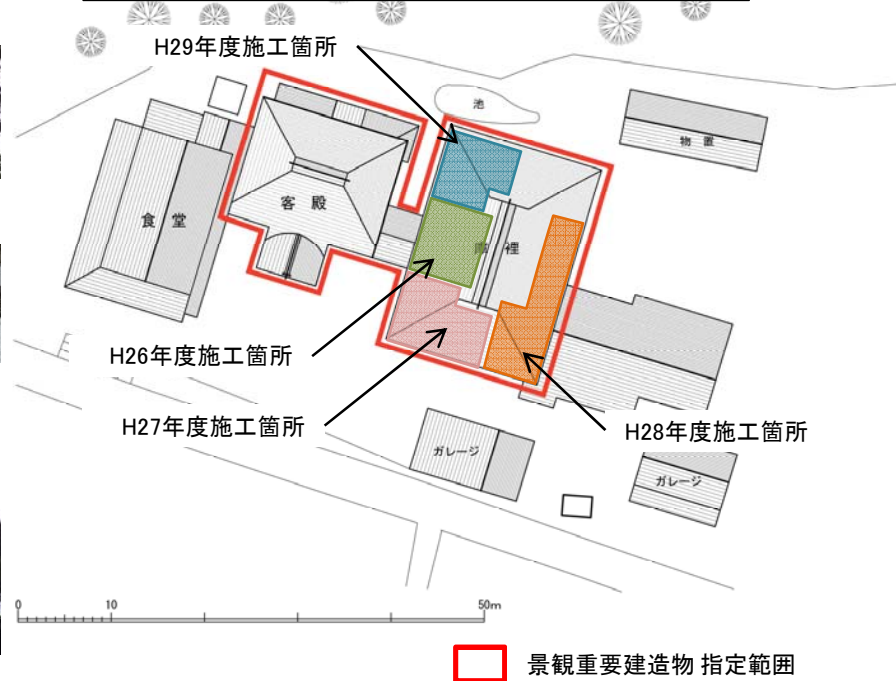 H29年度施工箇所
池
物置
客殿
食堂
裡
H26年度施工箇所
H27年度施工箇所
H28年度施工箇所
ガレージ
ガレージ
0 10 50m
景観重要建造物 指定範囲